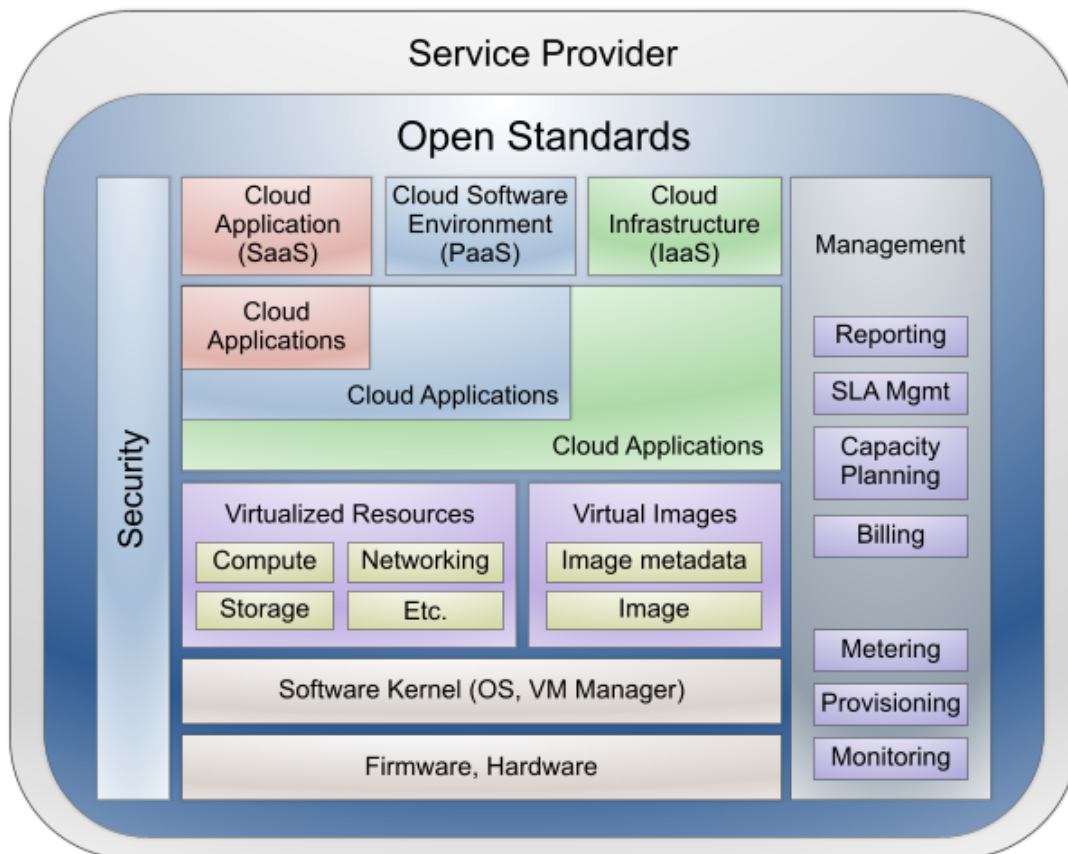 Service Provider
Open Standards
Security
Cloud
Application
(SaaS)
Cloud Software
Environment
(PaaS)
Cloud
Infrastructure
(IaaS)
Cloud
Applications
Cloud Applications
Cloud Applications
Virtualized Resources
Compute
Networking
Storage
Etc.
Virtual Images
Image metadata
Image
Software Kernel (OS, VM Manager)
Firmware, Hardware
Management
Reporting
SLA Mgmt
Capacity
Planning
Billing
Metering
Provisioning
Monitoring